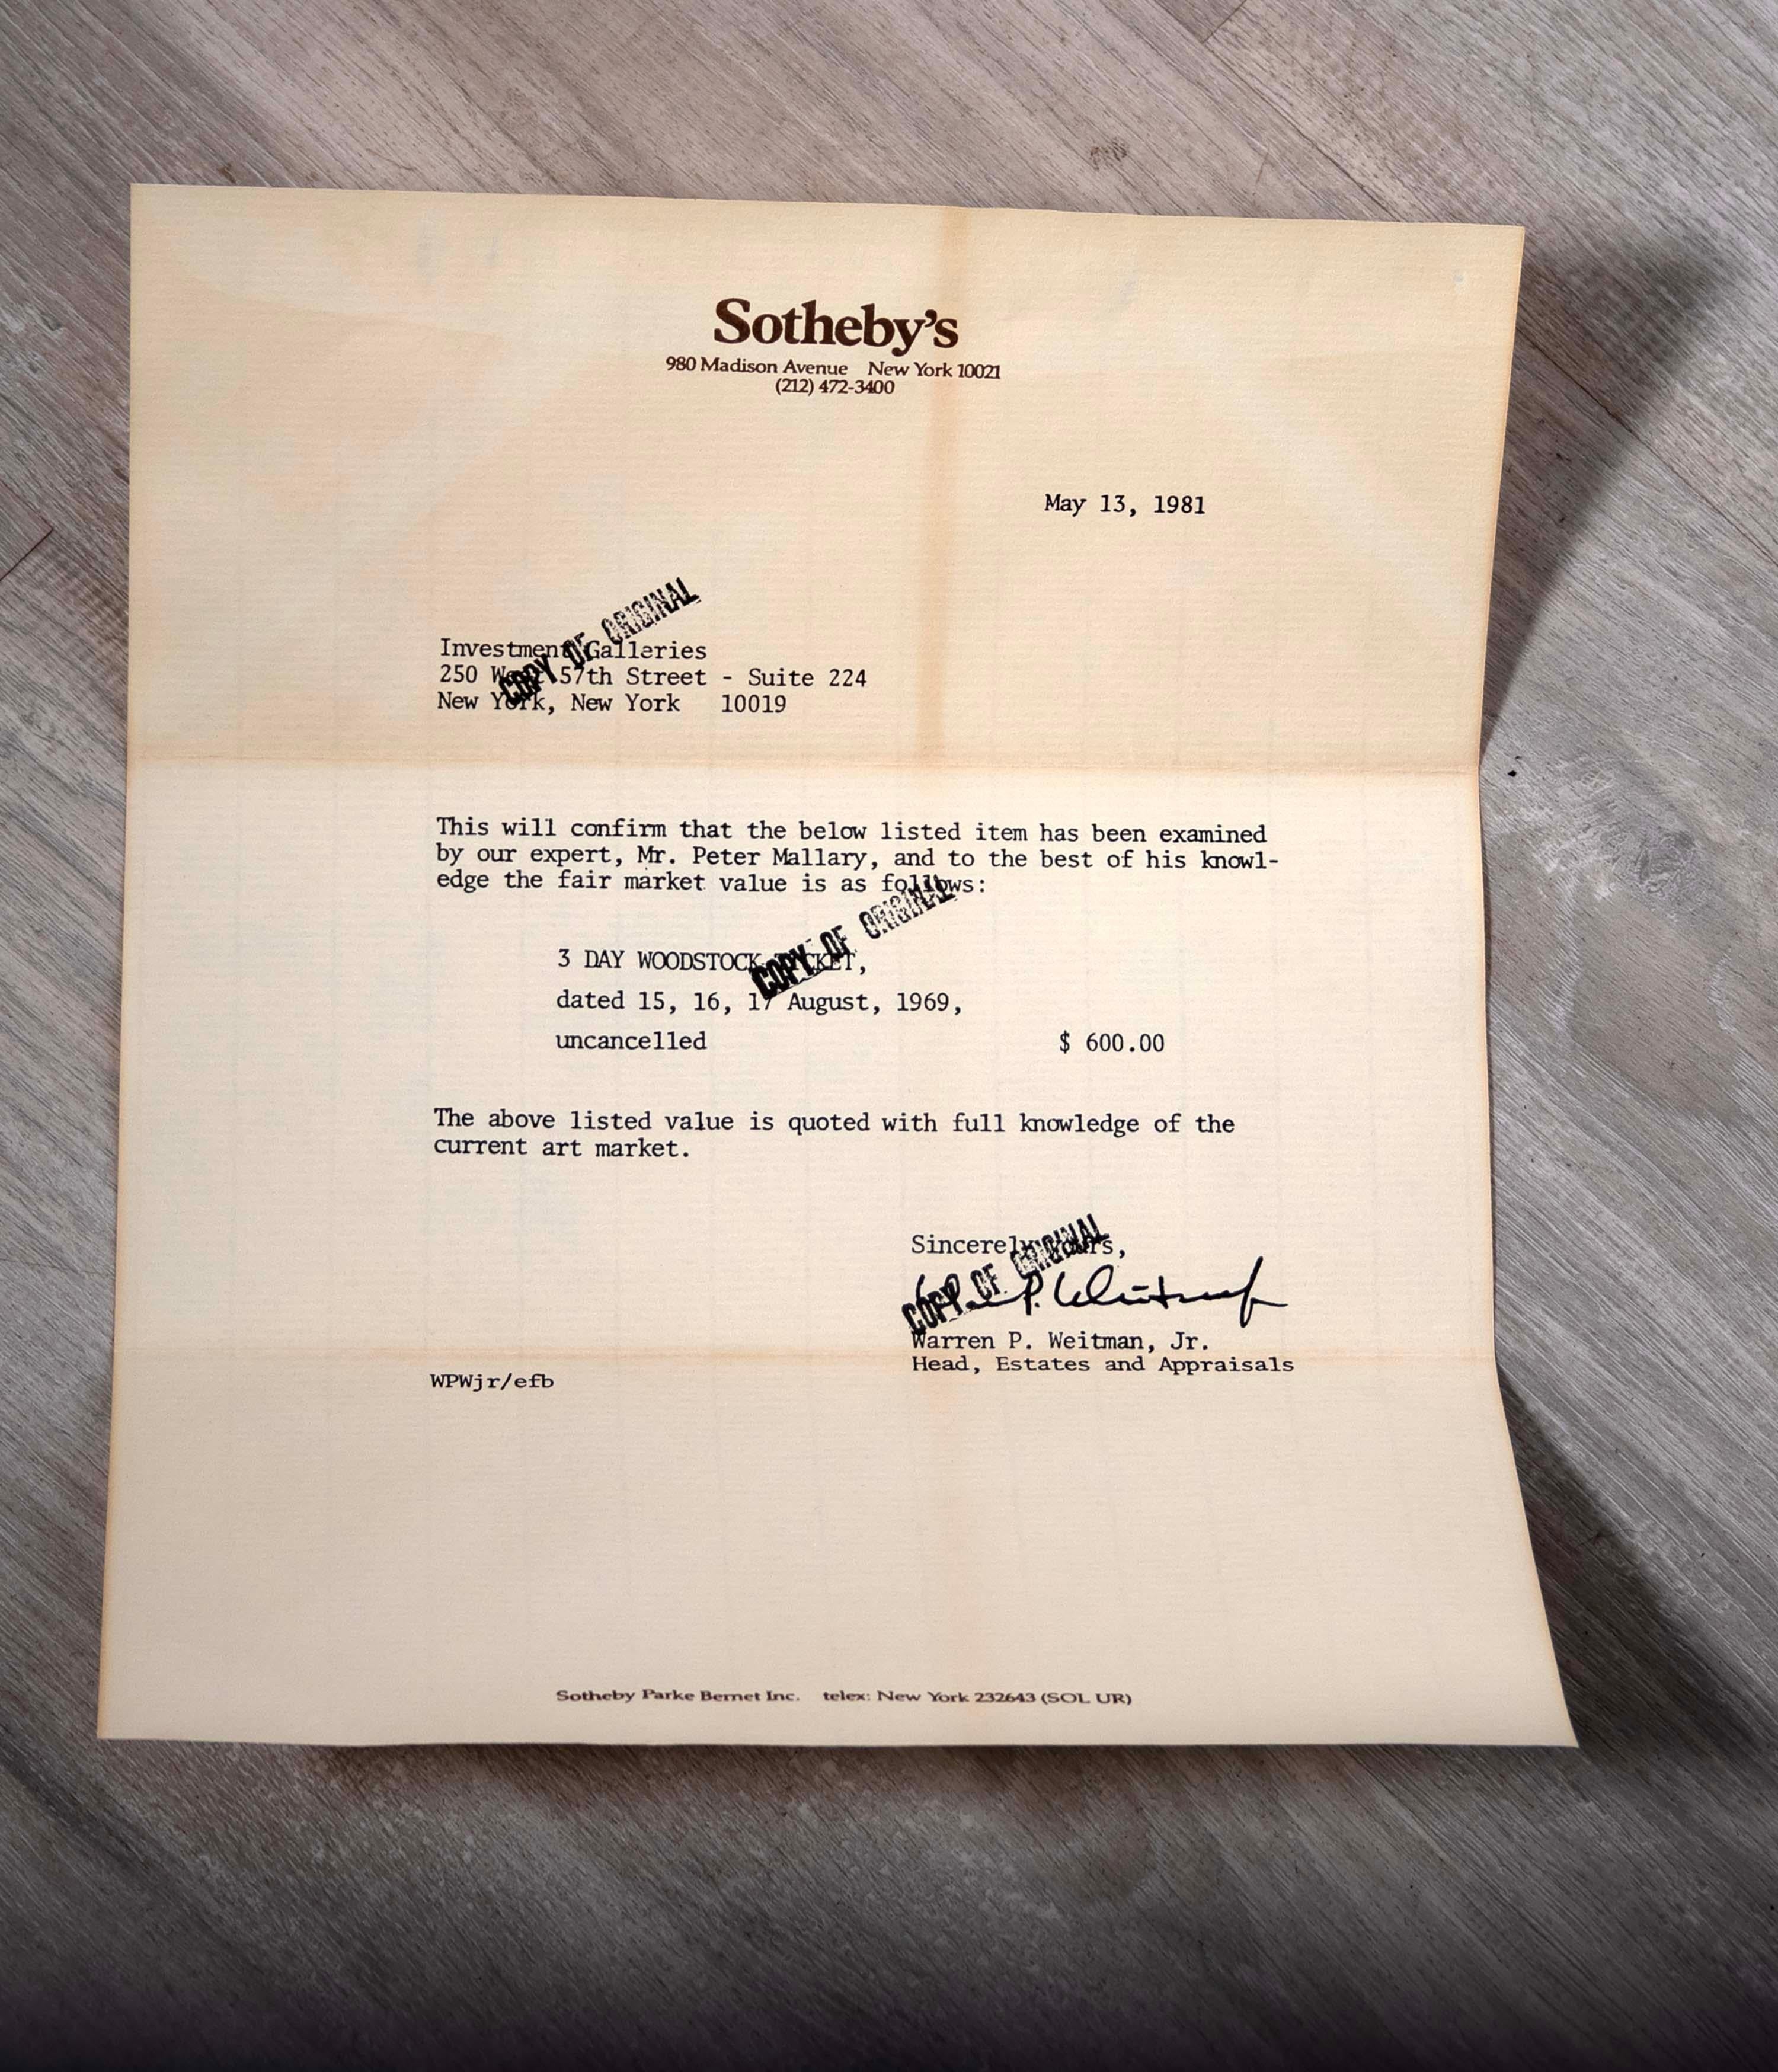 Sotheby's
980 Madison Avenue New York 10021
(212) 472-3400
May 13, 1981
COPY OF ORIGINAL
Investment Galleries
250 West 57th Street - Suite 224
New York, New York 10019
This will confirm that the below listed item has been examined
by our expert, Mr. Peter Mallary, and to the best of his knowl-
edge the fair market value is as follows:
COPY OF ORIGINAL
3 DAY WOODSTOCK TICKET,
dated 15, 16, 17 August, 1969,
uncancelled $ 600.00
The above listed value is quoted with full knowledge of the
current art market.
Sincerely yours,
COPY OF ORIGINAL
Warren P. Weitman, Jr.
Head, Estates and Appraisals
WPWjr/efb
Sotheby Parke Bernet Inc. telex: New York 232643 (SOL UR)